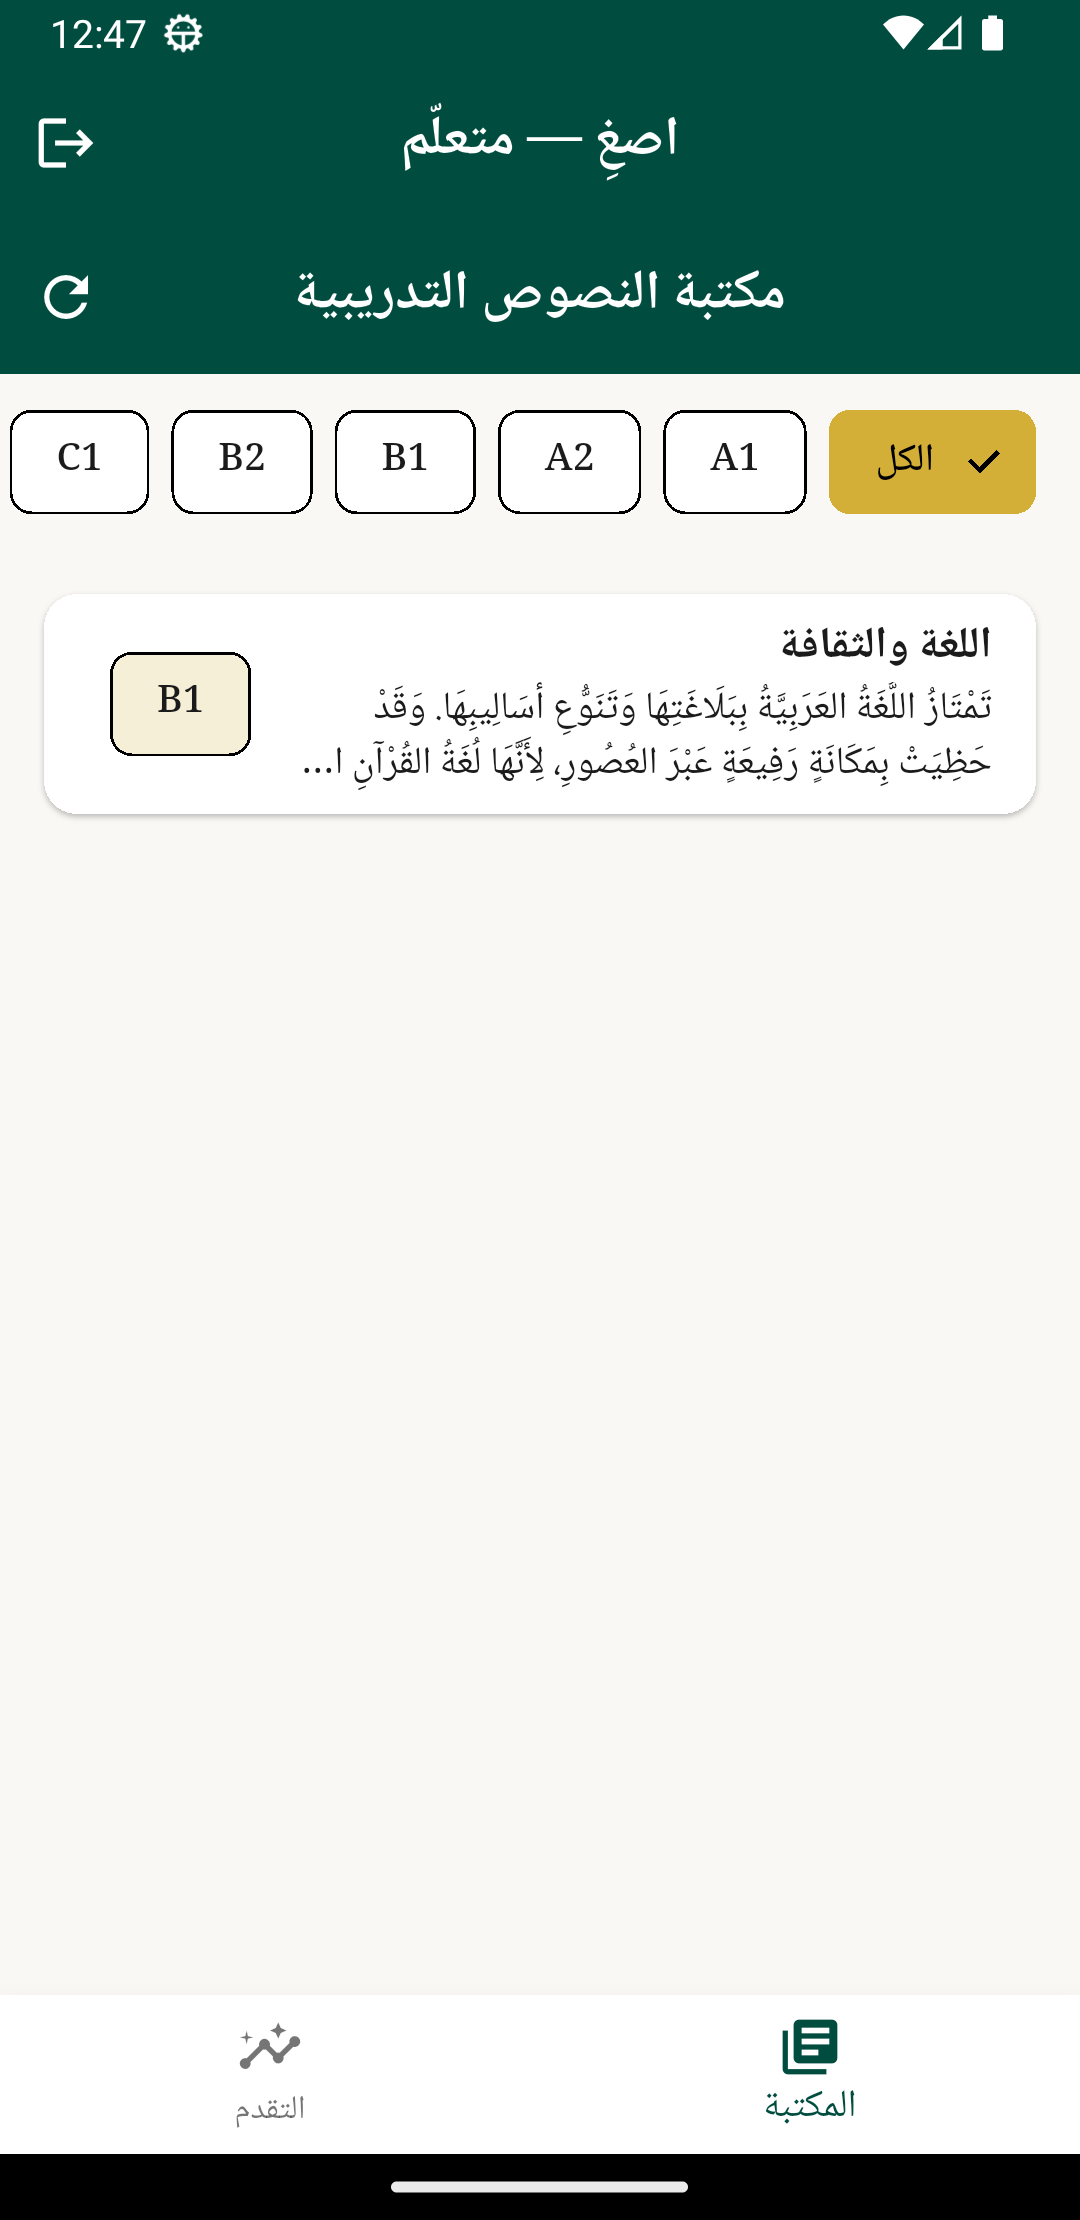 12:47
اصغِ — متعلّم
مكتبة النصوص التدريبية
الكل
A1
A2
B1
B2
C1
اللغة والثقافة
تَمْتَازُ اللَّغَةُ العَرَبِيَّةُ بِبَلَاغَتِهَا وَتَنَوُّعِ أسَالِيبِهَا. وَقَدْ
حَظِيَتْ بِمَكَانَةٍ رَفِيعَةٍ عَبْرَ العُصُورِ، لِأَنَّهَا لُغَةُ القُرْآنِ ا...
B1
المكتبة
التقدم